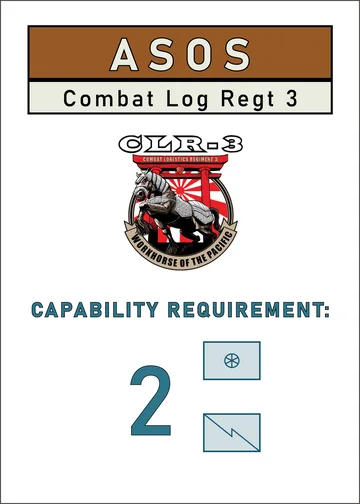 ASOS
Combat Log Regt 3
CLR-3
COMBAT LOGISTICS REGIMENT 3
WORKHORSE OF THE PACIFIC
CAPABILITY REQUIREMENT:
2